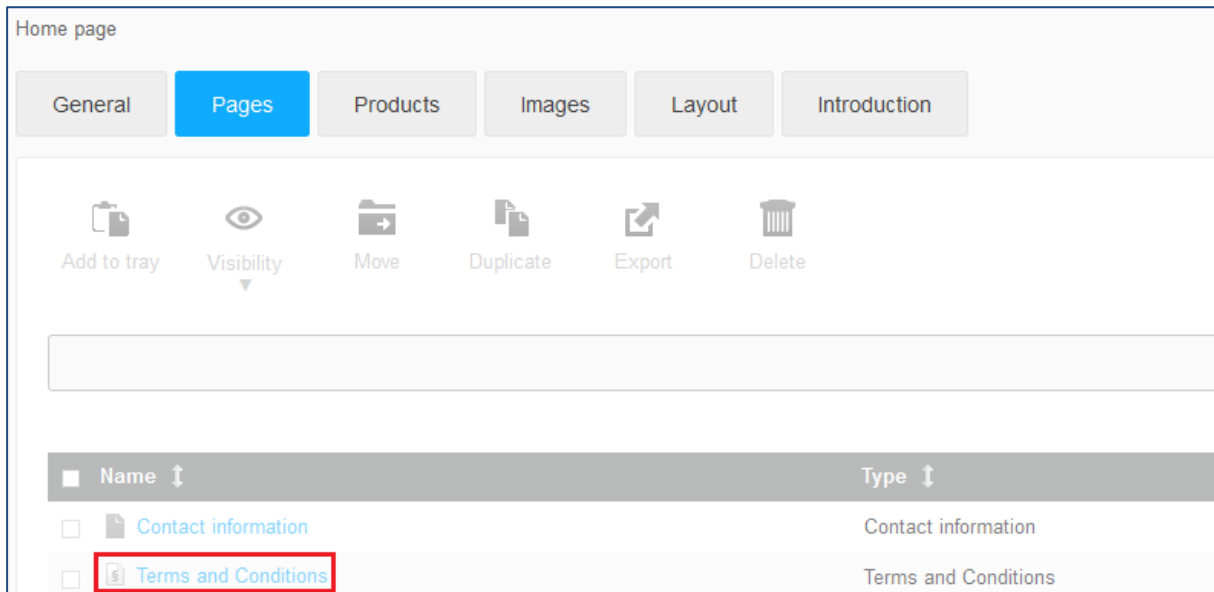 Home page
General Pages Products Images Layout Introduction
Add to tray Visibility Move Duplicate Export Delete
Name Type
Contact information Contact information
§ Terms and Conditions Terms and Conditions